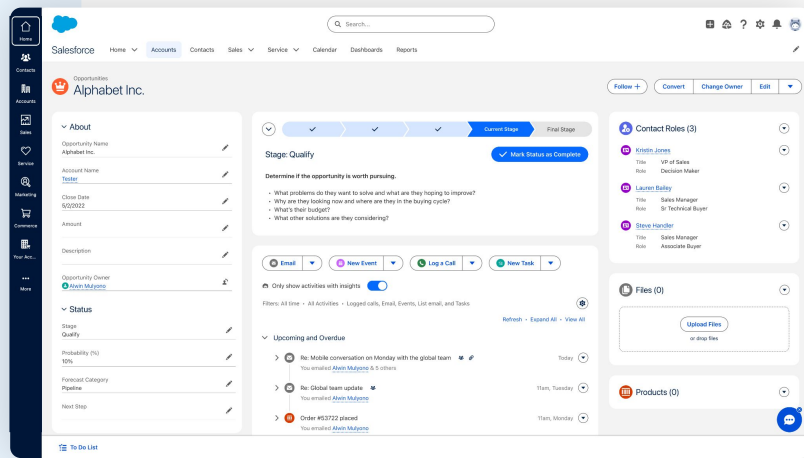 Search...
Home
Contacts
Accounts
Sales
Service
Marketing
Commerce
Your Acc...
More
Salesforce Home Accounts Contacts Sales Service Calendar Dashboards Reports
Opportunities
Alphabet Inc.
Follow + Convert Change Owner Edit
About
Opportunity Name
Alphabet Inc.
Account Name
Tester
Close Date
5/2/2022
Amount
Description
Opportunity Owner
Alwin Mulyono
Status
Stage
Qualify
Probability (%)
10%
Forecast Category
Pipeline
Next Step
Current Stage Final Stage
Stage: Qualify
Mark Status as Complete
Determine if the opportunity is worth pursuing.
• What problems do they want to solve and what are they hoping to improve?
• Why are they looking now and where are they in the buying cycle?
• What's their budget?
• What other solutions are they considering?
Email New Event Log a Call New Task
Only show activities with insights
Filters: All time • All Activities • Logged calls, Email, Events, List email, and Tasks
Refresh • Expand All • View All
Upcoming and Overdue
Re: Mobile conversation on Monday with the global team Today
You emailed Alwin Mulyono & 5 others
Re: Global team update 11am, Tuesday
You emailed Alwin Mulyono
Order #53722 placed 11am, Monday
You emailed Alwin Mulyono
Contact Roles (3)
Kristin Jones
Title VP of Sales
Role Decision Maker
Lauren Bailey
Title Sales Manager
Role Sr Technical Buyer
Steve Handler
Title Sales Manager
Role Associate Buyer
Files (0)
Upload Files
or drop files
Products (0)
To Do List